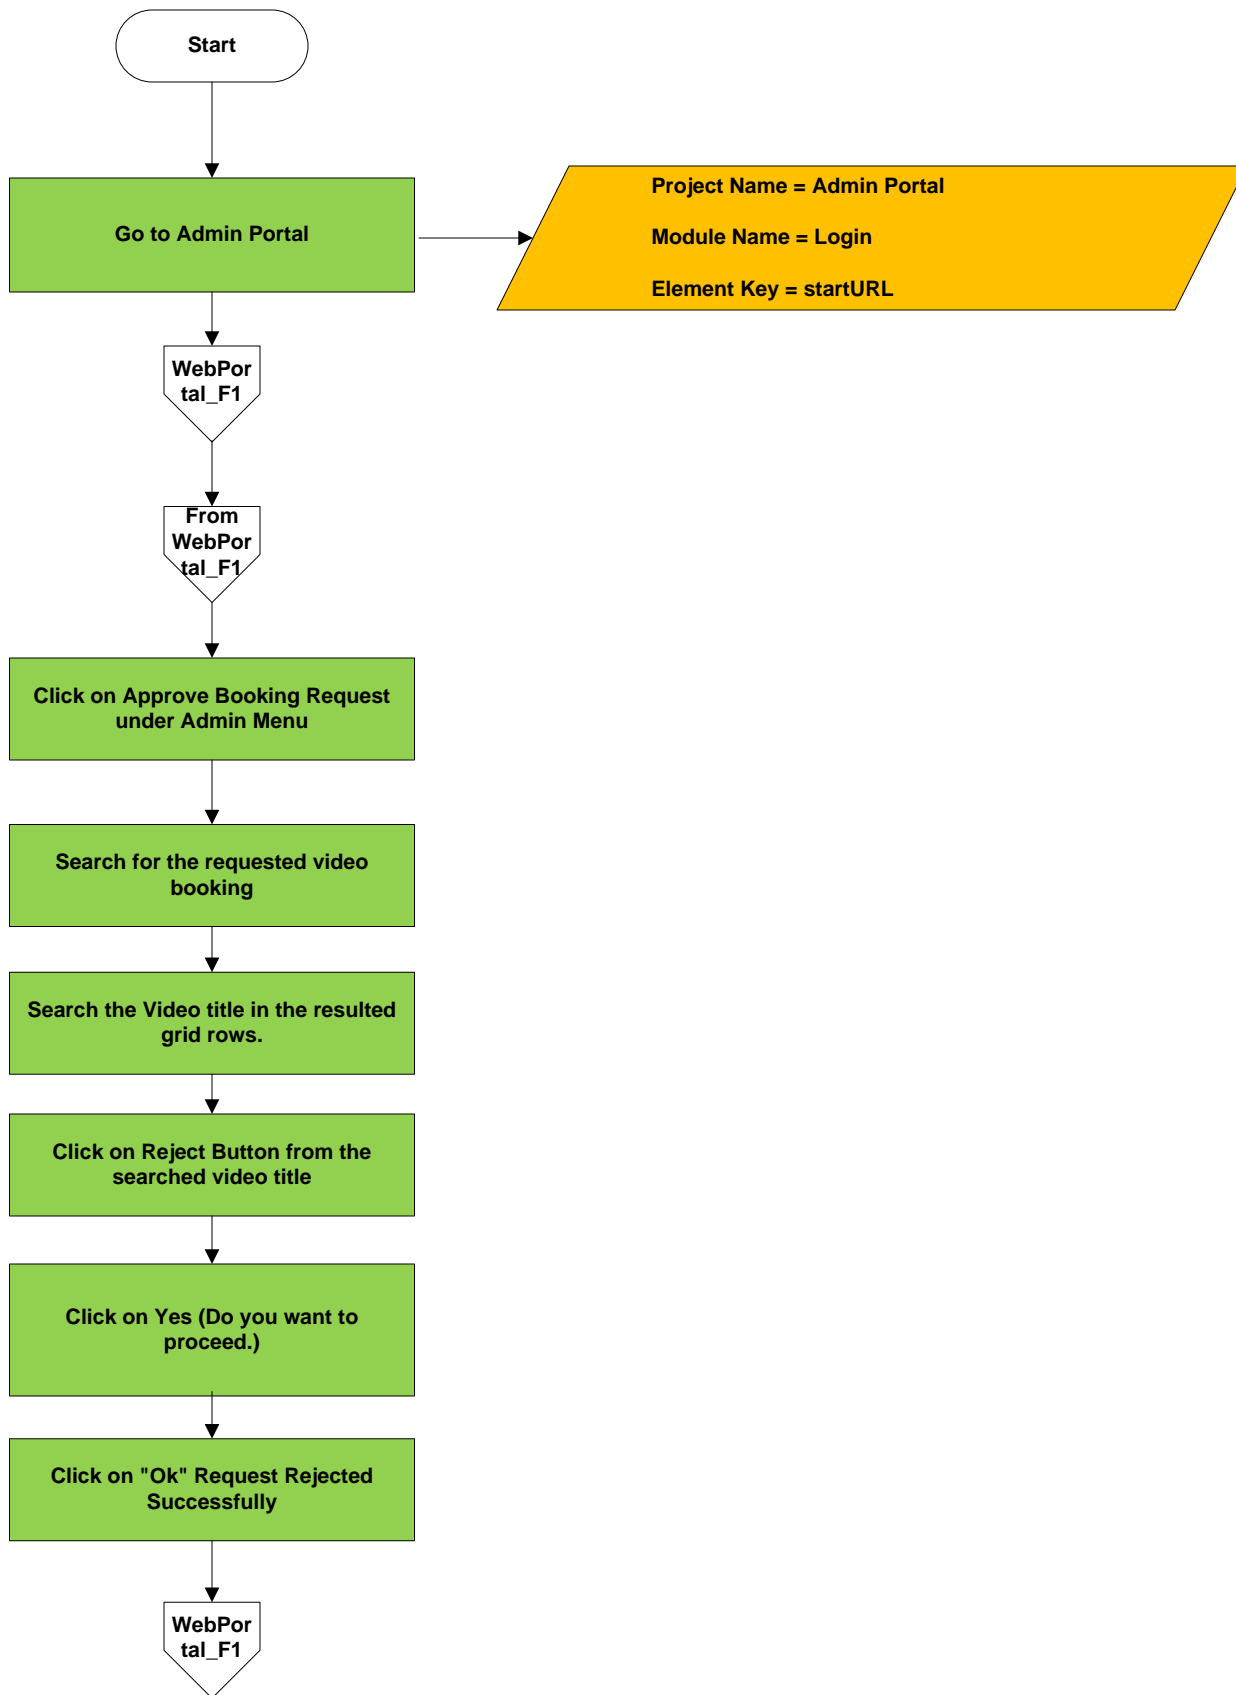 Start
Go to Admin Portal
Project Name = Admin Portal
Module Name = Login
Element Key = startURL
WebPor
tal_F1
From
WebPor
tal_F1
Click on Approve Booking Request
under Admin Menu
Search for the requested video
booking
Search the Video title in the resulted
grid rows.
Click on Reject Button from the
searched video title
Click on Yes (Do you want to
proceed.)
Click on "Ok" Request Rejected
Successfully
WebPor
tal_F1